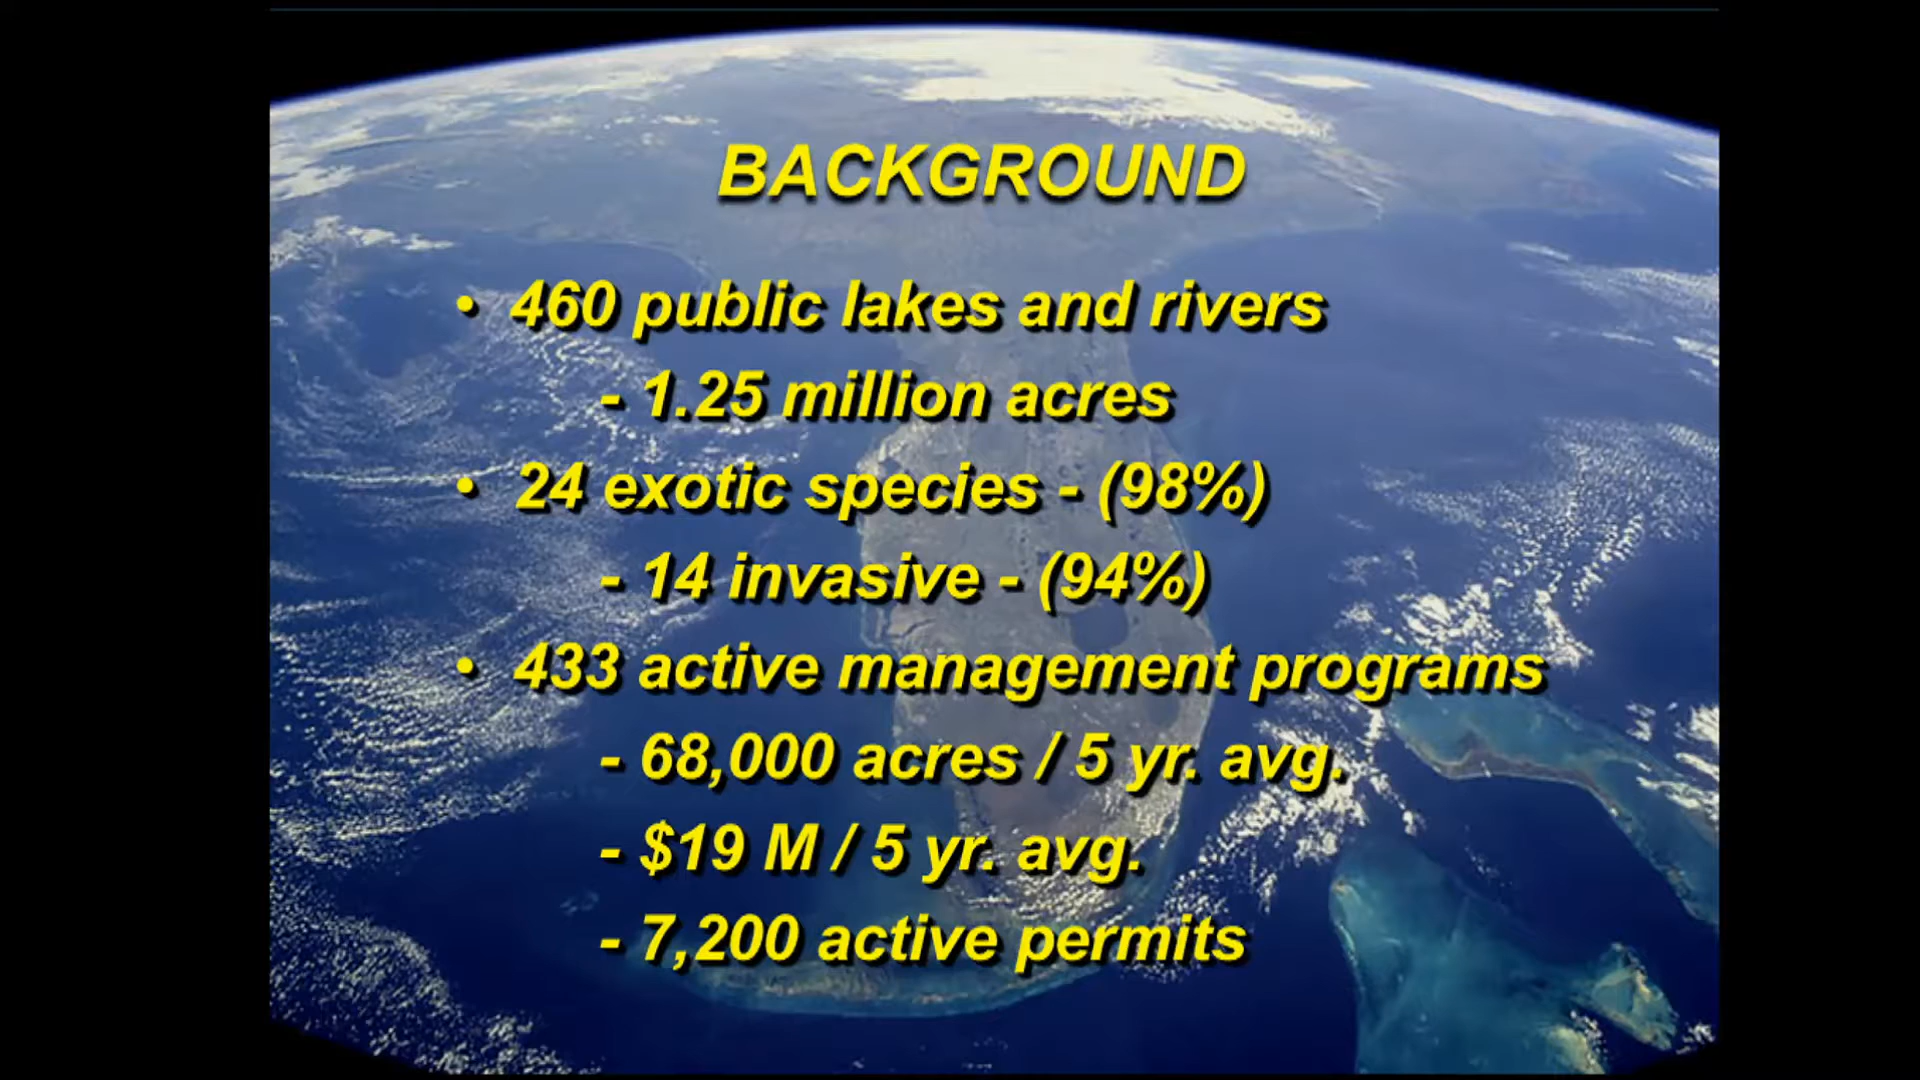 BACKGROUND
• 460 public lakes and rivers
- 1.25 million acres
• 24 exotic species - (98%)
- 14 invasive - (94%)
• 433 active management programs
- 68,000 acres / 5 yr. avg.
- $19 M / 5 yr. avg.
- 7,200 active permits